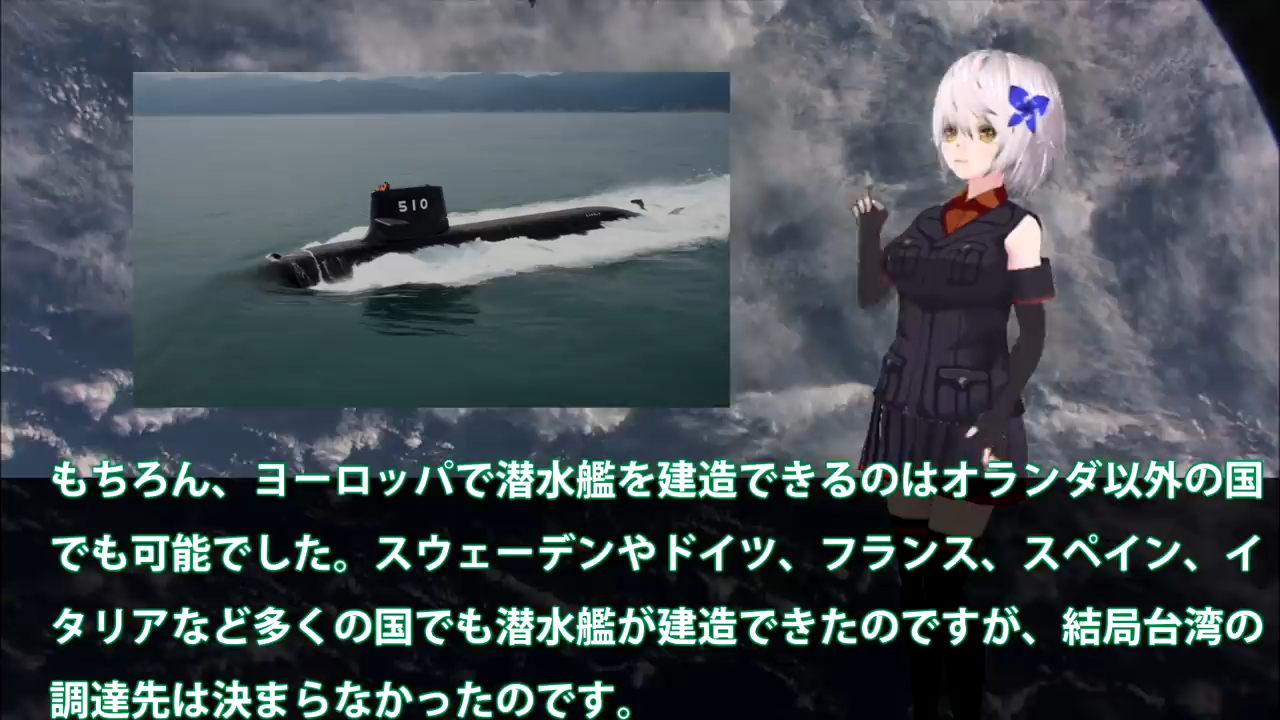 510
もちろん、ヨーロッパで潜水艦を建造できるのはオランダ以外の国
でも可能でした。スウェーデンやドイツ、フランス、スペイン、イ
タリアなど多くの国でも潜水艦が建造できたのですが、結局台湾の
調達先は決まらなかったのです。